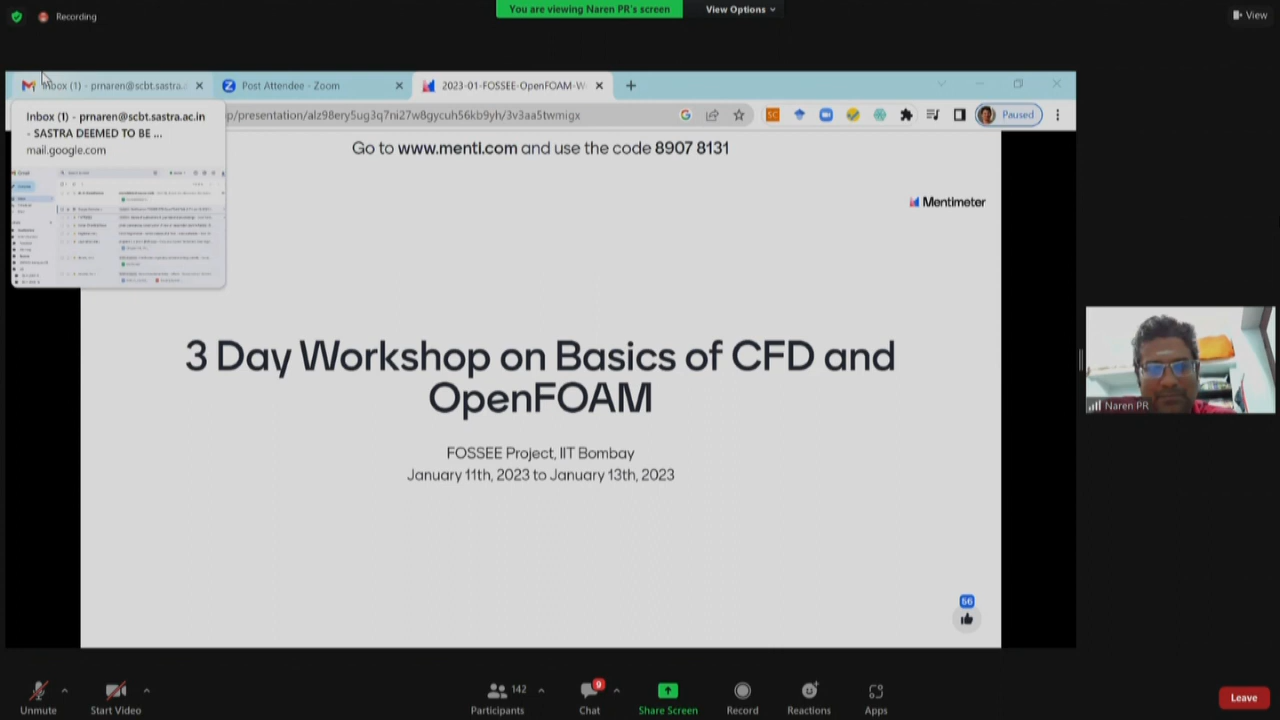 Recording
You are viewing Naren PR's screen
View Options
View
Inbox (1) - prnaren@scbt.sastra.
Post Attendee - Zoom
2023-01-FOSSEE-OpenFOAM-W
p/presentation/alz98ery5ug3q7ni27w8gycuh56kb9yh/3v3aa5twmigx
SC
Paused
Inbox (1) - prnaren@scbt.sastra.ac.in
- SASTRA DEEMED TO BE ...
mail.google.com
Go to www.menti.com and use the code 8907 8131
Mentimeter
3 Day Workshop on Basics of CFD and
OpenFOAM
FOSSEE Project, IIT Bombay
January 11th, 2023 to January 13th, 2023
56
Naren PR
Unmute
Start Video
142
Participants
9
Chat
Share Screen
Record
Reactions
Apps
Leave